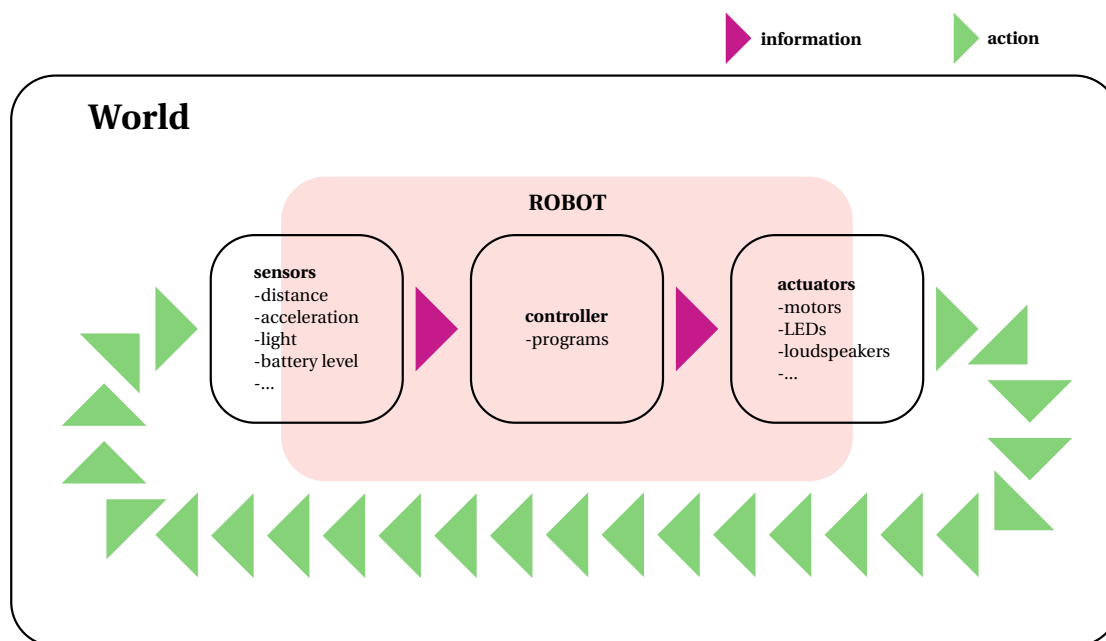 information
action
World
ROBOT
sensors
-distance
-acceleration
-light
-battery level
-...
controller
-programs
actuators
-motors
-LEDs
-loudspeakers
-...